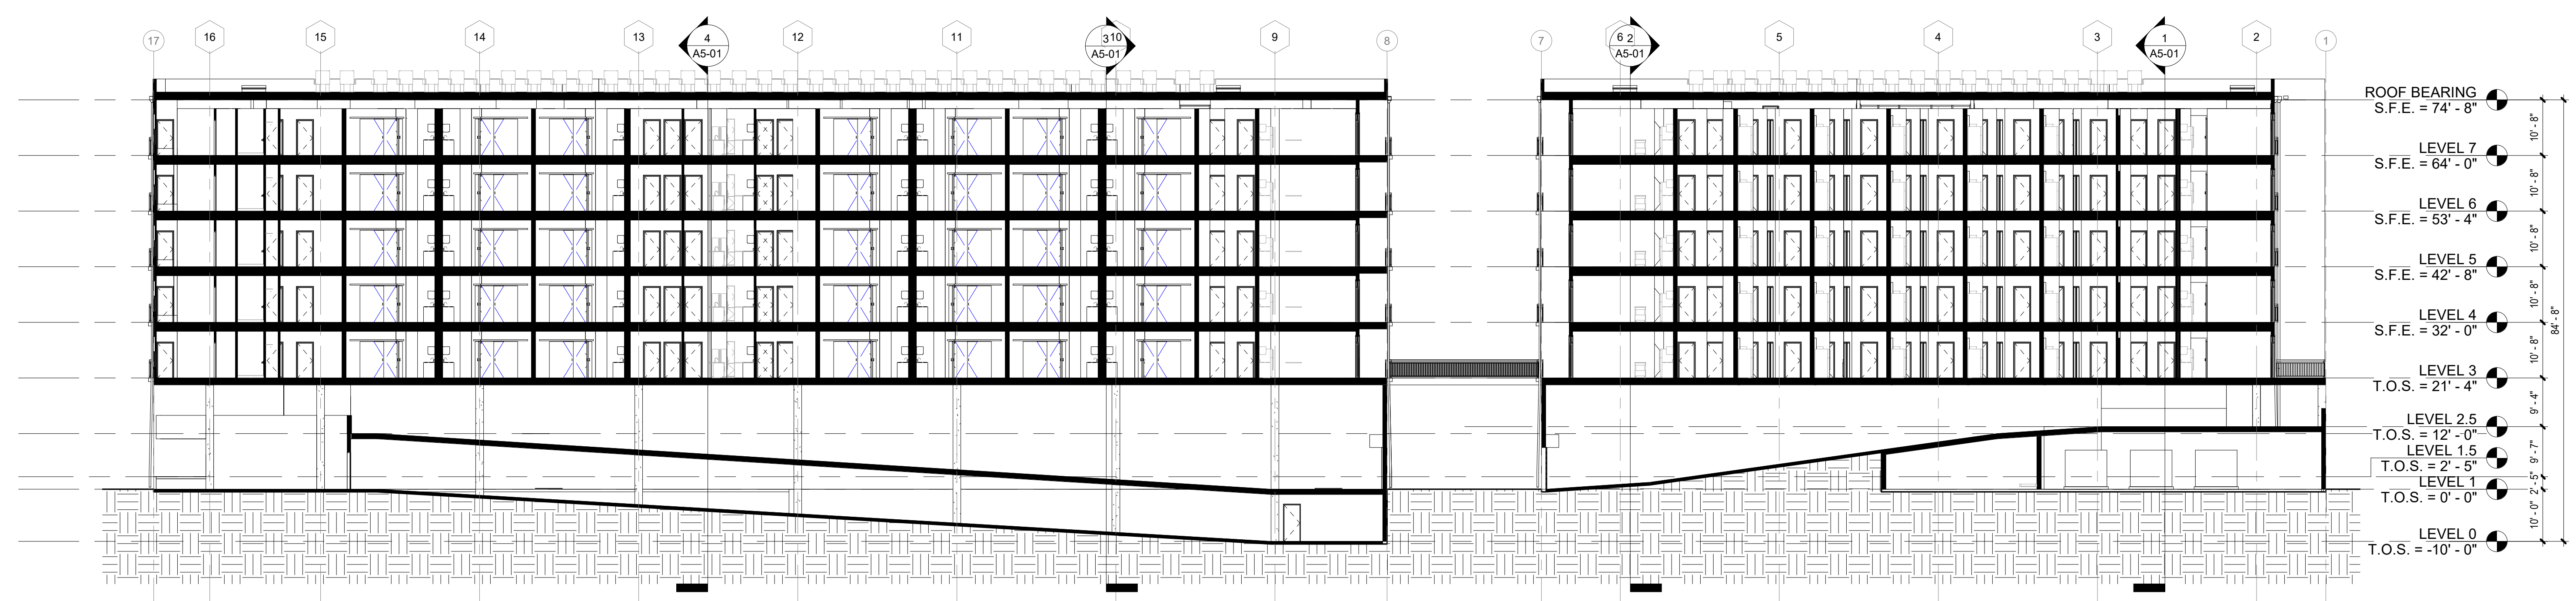 17
16
15
14
13
4
A5-01
12
11
3
10
A5-01
9
8
7
6
2
A5-01
5
4
3
1
A5-01
2
1
ROOF BEARING
S.F.E. = 74' - 8"
LEVEL 7
S.F.E. = 64' - 0"
LEVEL 6
S.F.E. = 53' - 4"
LEVEL 5
S.F.E. = 42' - 8"
LEVEL 4
S.F.E. = 32' - 0"
LEVEL 3
T.O.S. = 21' - 4"
LEVEL 2.5
T.O.S. = 12' - 0"
LEVEL 1.5
T.O.S. = 2' - 5"
LEVEL 1
T.O.S. = 0' - 0"
LEVEL 0
T.O.S. = -10' - 0"
10' - 8"
10' - 8"
10' - 8"
10' - 8"
10' - 8"
9' - 4"
9' - 7"
2' - 5"
10' - 0"
84' - 8"